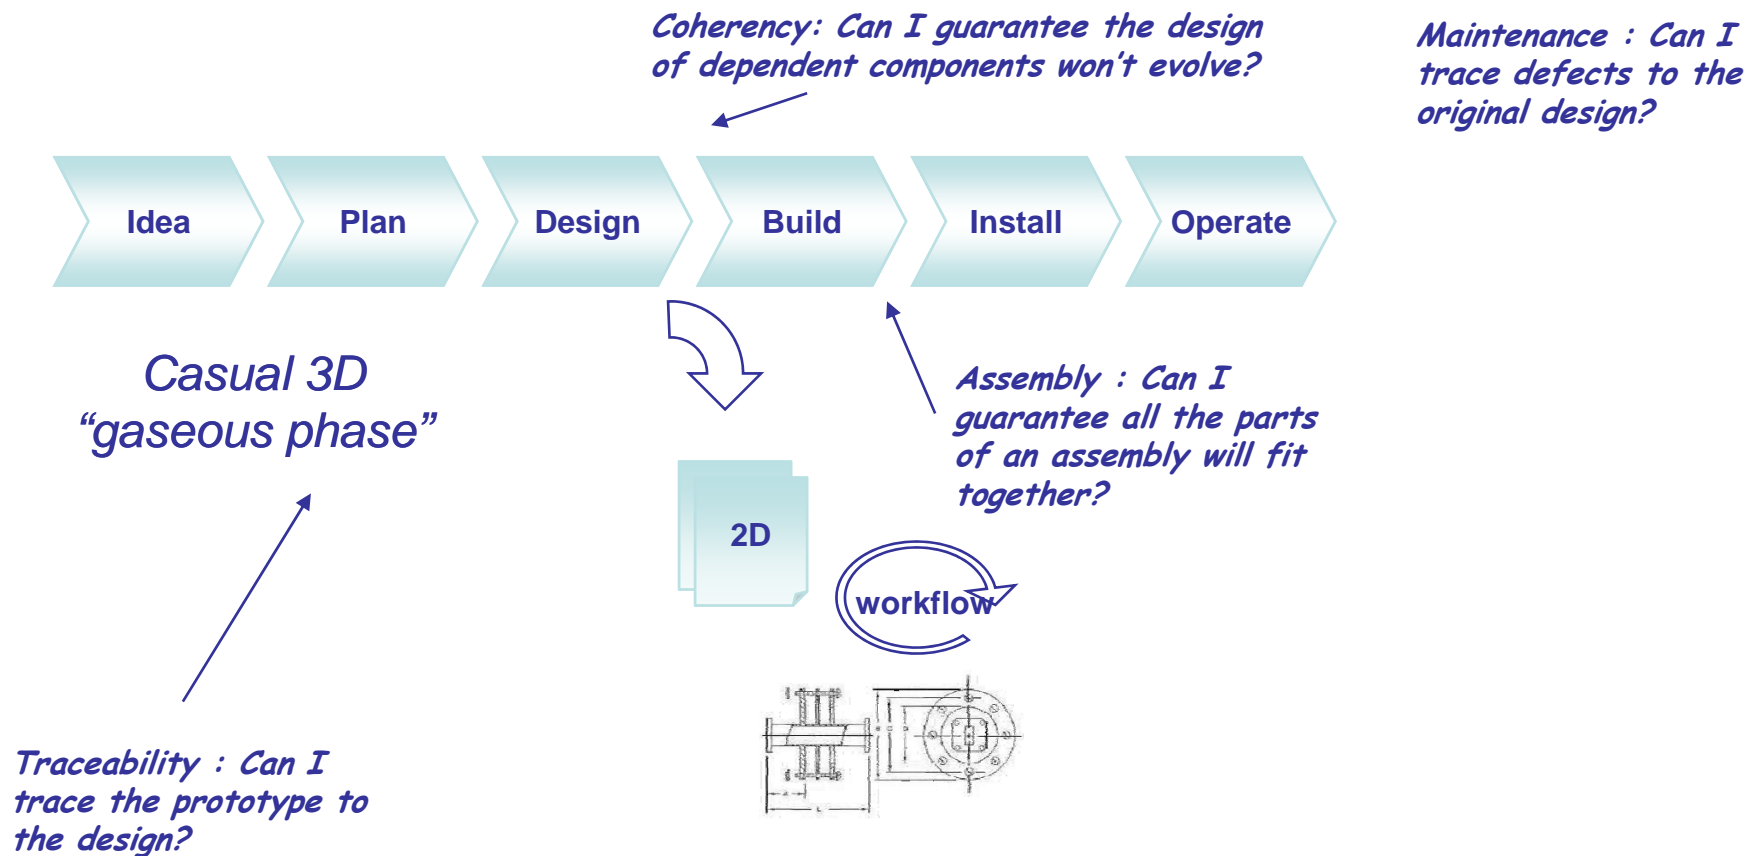 Coherency: Can I guarantee the design
of dependent components won't evolve?
Maintenance : Can I
trace defects to the
original design?
Idea
Plan
Design
Build
Install
Operate
Casual 3D
“gaseous phase”
Assembly : Can I
guarantee all the parts
of an assembly will fit
together?
2D
workflow
Traceability : Can I
trace the prototype to
the design?
L